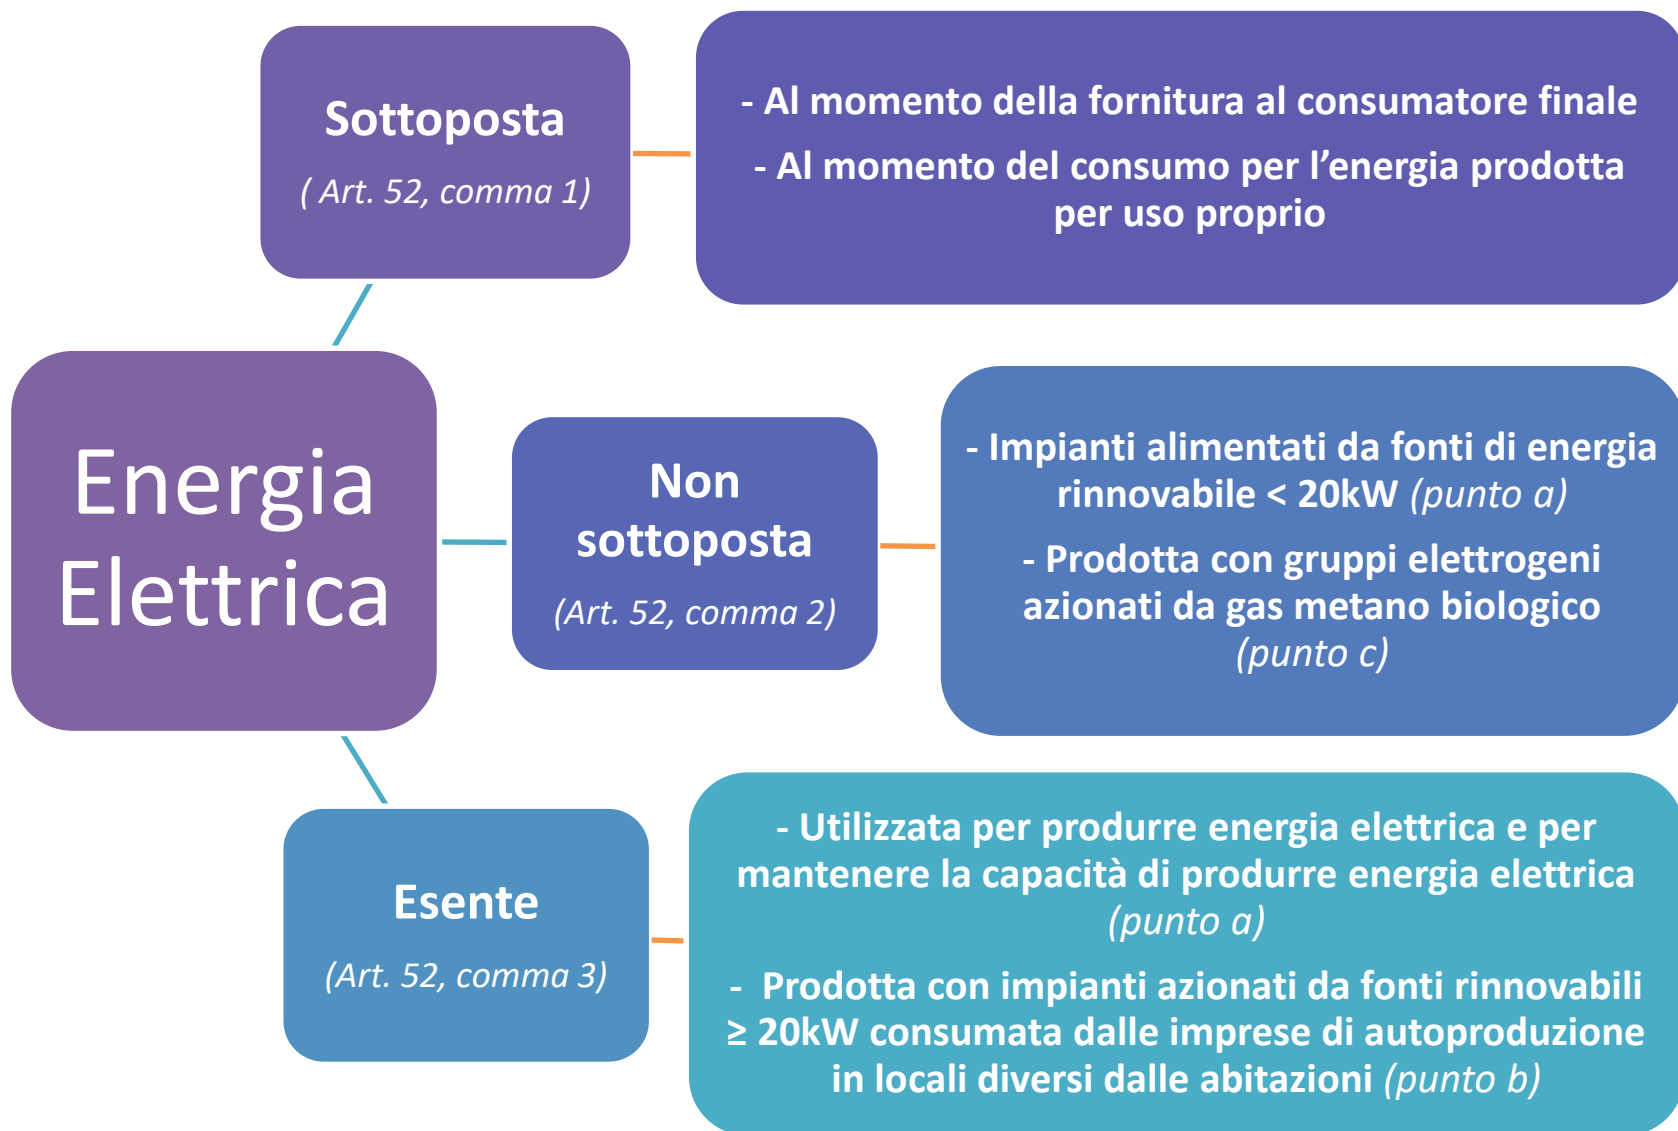 Sottoposta
( Art. 52, comma 1)
- Al momento della fornitura al consumatore finale
- Al momento del consumo per l’energia prodotta
per uso proprio
Energia
Elettrica
Non
sottoposta
(Art. 52, comma 2)
- Impianti alimentati da fonti di energia
rinnovabile < 20kW (punto a)
- Prodotta con gruppi elettrogeni
azionati da gas metano biologico
(punto c)
Esente
(Art. 52, comma 3)
- Utilizzata per produrre energia elettrica e per
mantenere la capacità di produrre energia elettrica
(punto a)
- Prodotta con impianti azionati da fonti rinnovabili
≥ 20kW consumata dalle imprese di autoproduzione
in locali diversi dalle abitazioni (punto b)